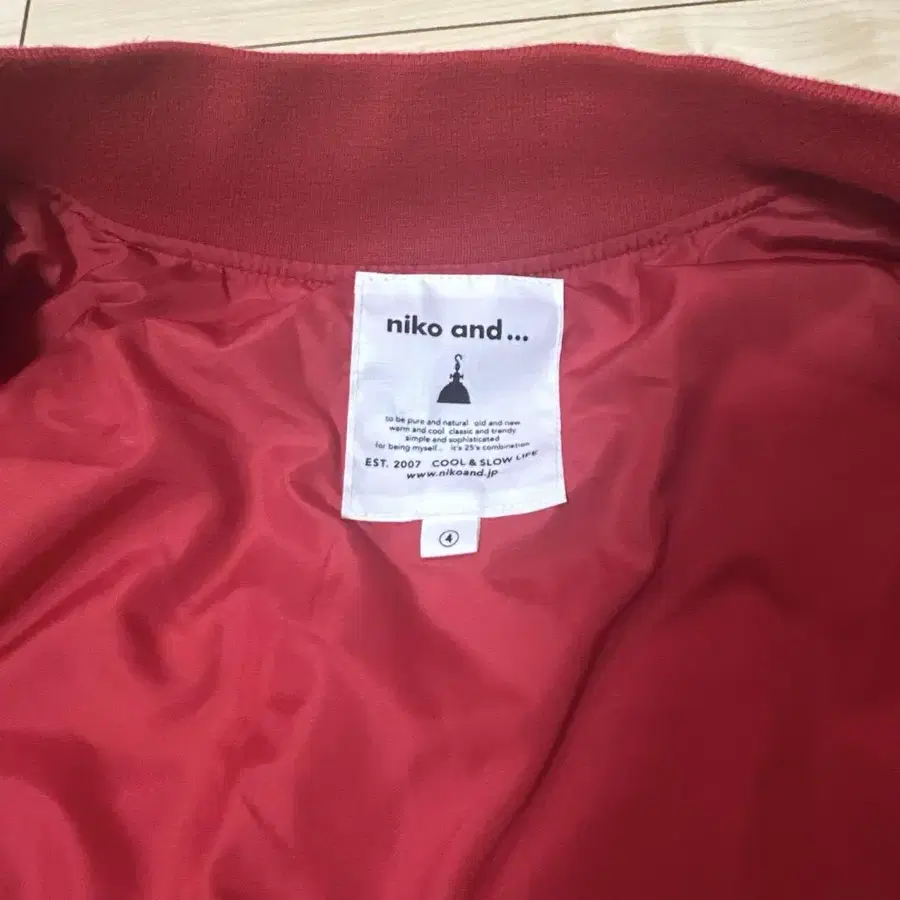 niko and...
to be pure and natural old and new
warm and cool classic and trendy
simple and sophisticated
for being myself... it's 25's combination
EST. 2007 COOL & SLOW LIFE
www.nikoand.jp
4